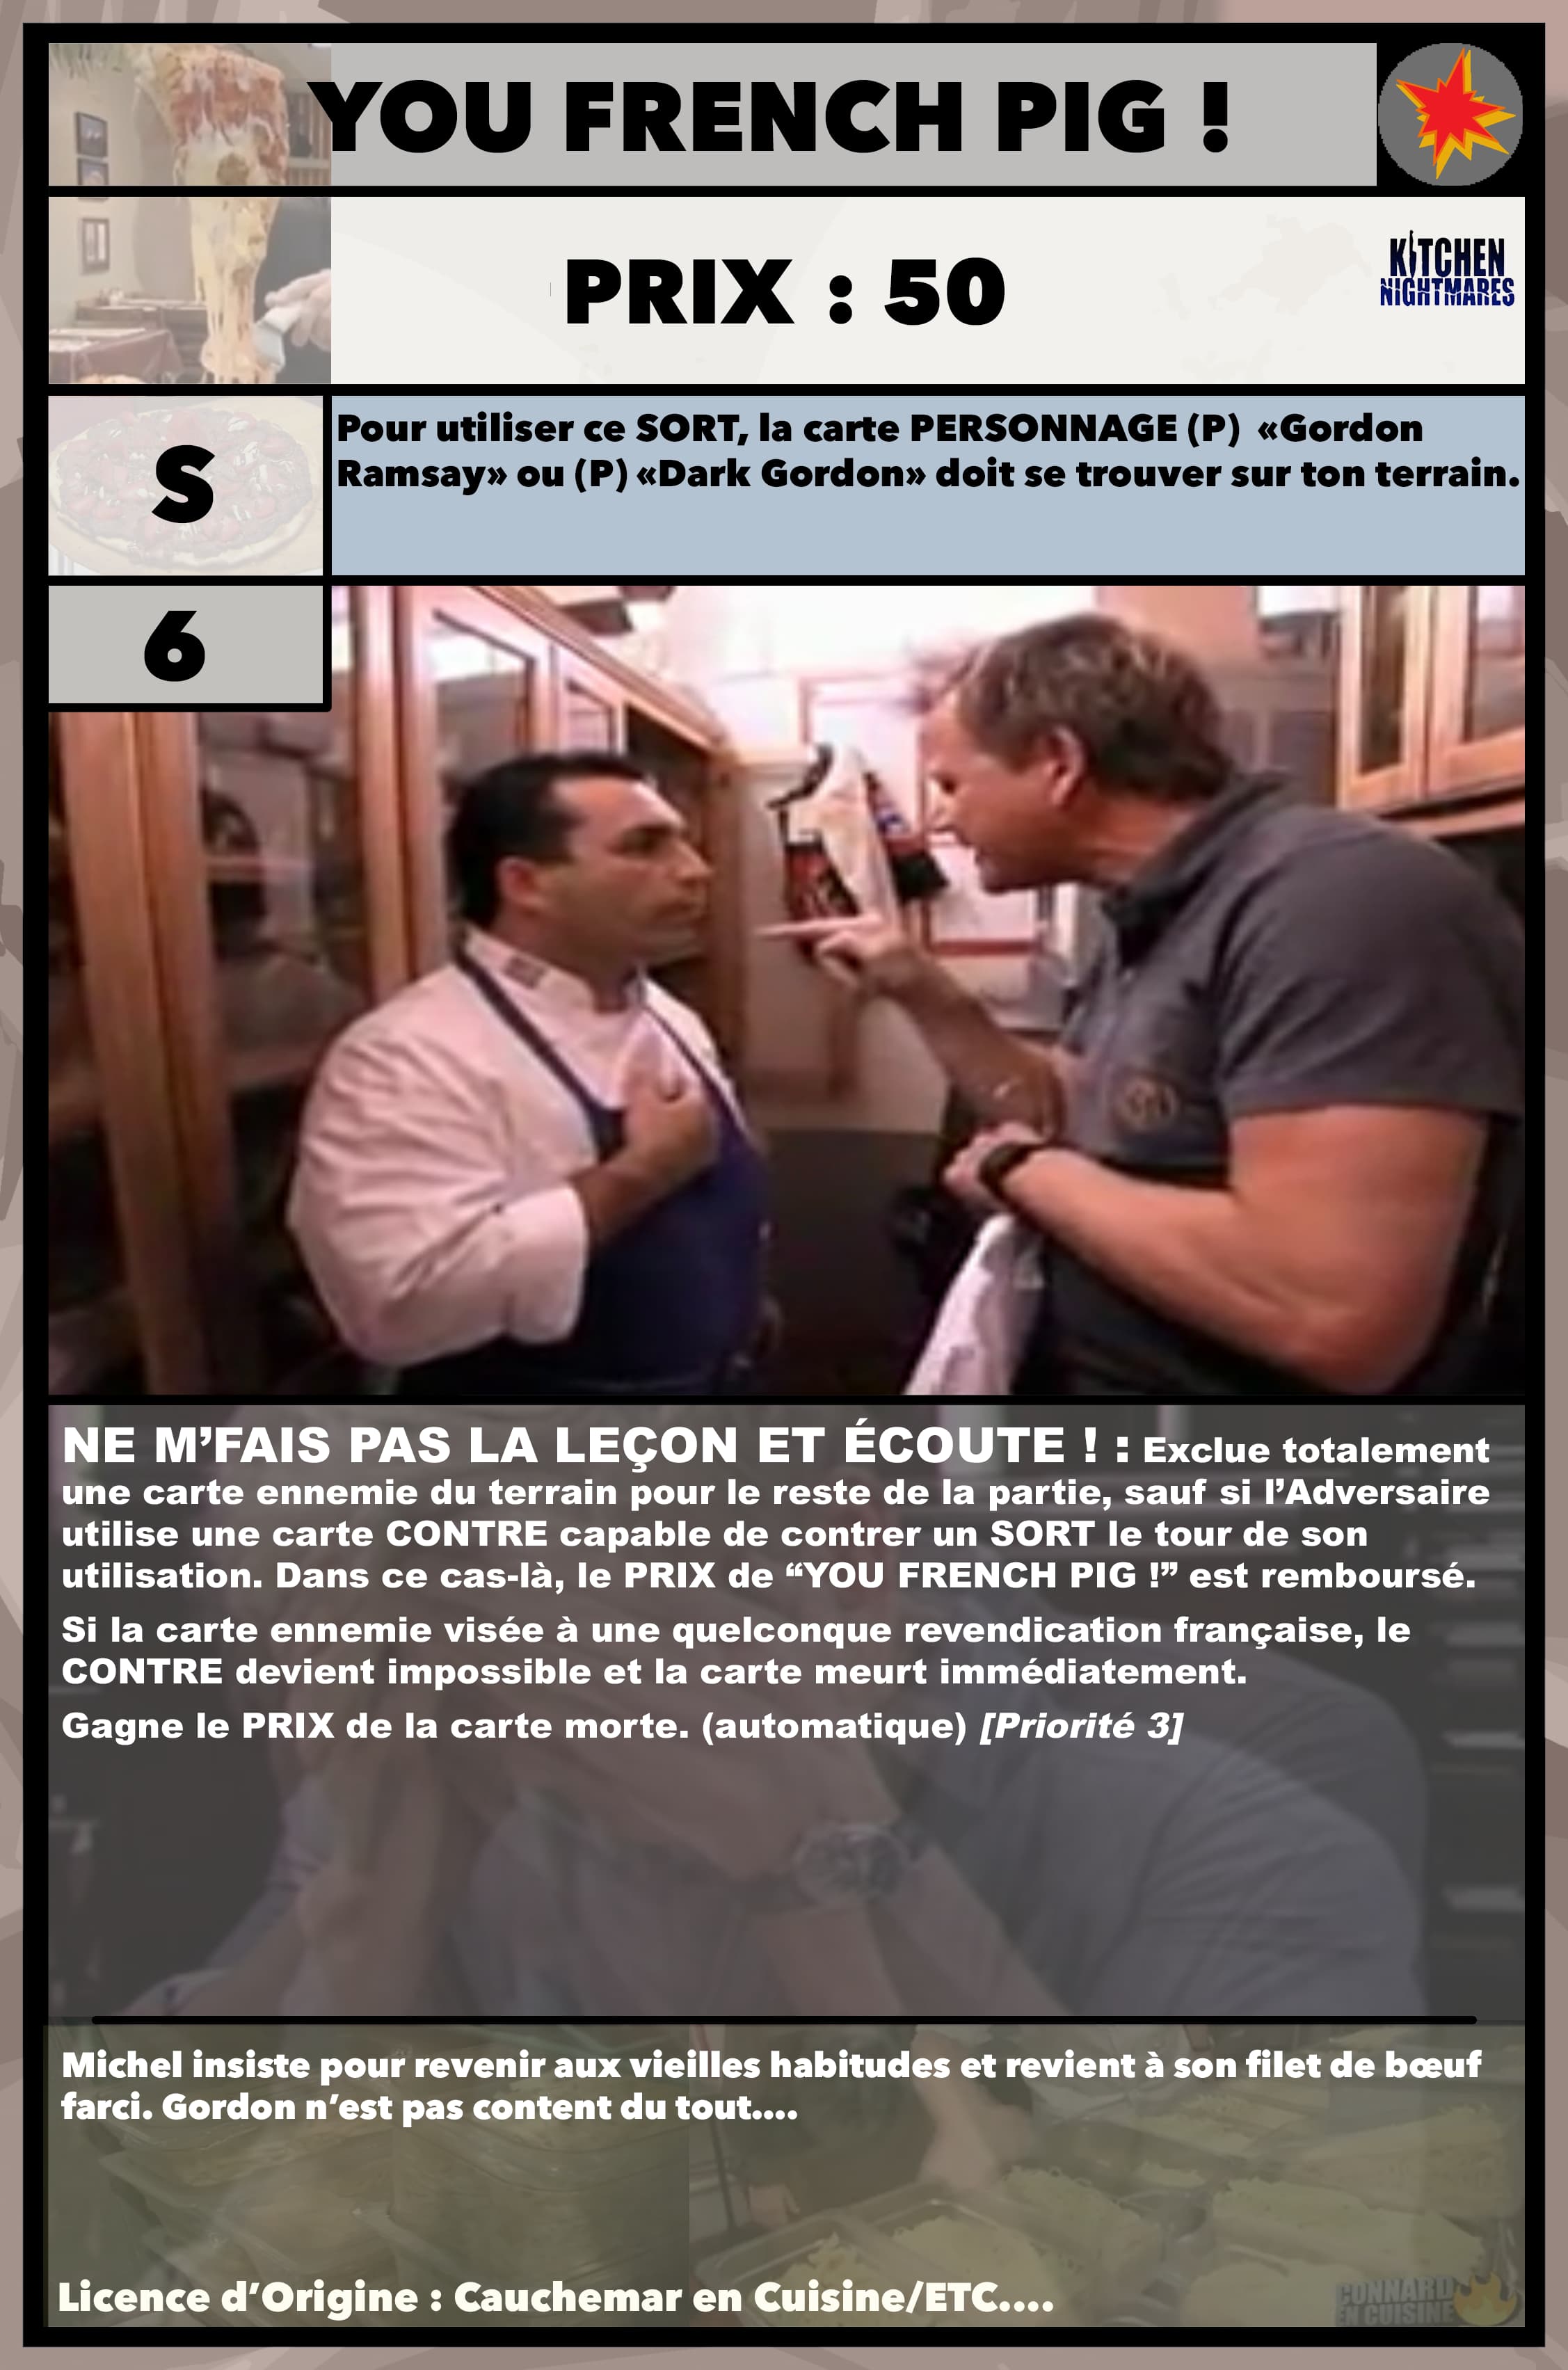 YOU FRENCH PIG !
PRIX : 50
KITCHEN
NIGHTMARES
S
Pour utiliser ce SORT, la carte PERSONNAGE (P) «Gordon
Ramsay» ou (P) «Dark Gordon» doit se trouver sur ton terrain.
6
NE M’FAIS PAS LA LEÇON ET ÉCOUTE ! : Exclue totalement
une carte ennemie du terrain pour le reste de la partie, sauf si l’Adversaire
utilise une carte CONTRE capable de contrer un SORT le tour de son
utilisation. Dans ce cas-là, le PRIX de “YOU FRENCH PIG !” est remboursé.
Si la carte ennemie visée à une quelconque revendication française, le
CONTRE devient impossible et la carte meurt immédiatement.
Gagne le PRIX de la carte morte. (automatique) [Priorité 3]
Michel insiste pour revenir aux vieilles habitudes et revient à son filet de bœuf
farci. Gordon n’est pas content du tout....
Licence d’Origine : Cauchemar en Cuisine/ETC....
CONNARD
EN CUISINE